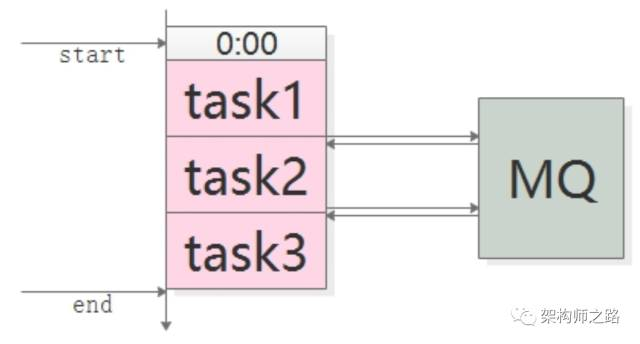 0:00
start
task1
task2
MQ
task3
end
架构师之路